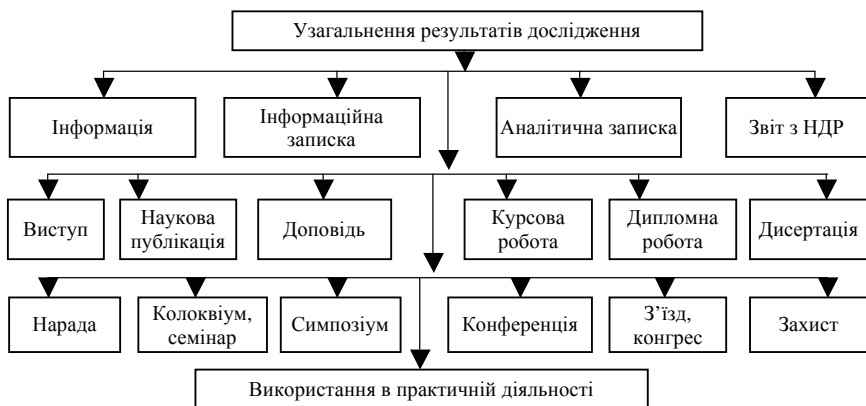 Узагальнення результатів дослідження
Інформація
Інформаційна
записка
Аналітична записка
Звіт з НДР
Виступ
Наукова
публікація
Доповідь
Курсова
робота
Дипломна
робота
Дисертація
Нарада
Колоквіум,
семінар
Симпозіум
Конференція
З’їзд,
конгрес
Захист
Використання в практичній діяльності